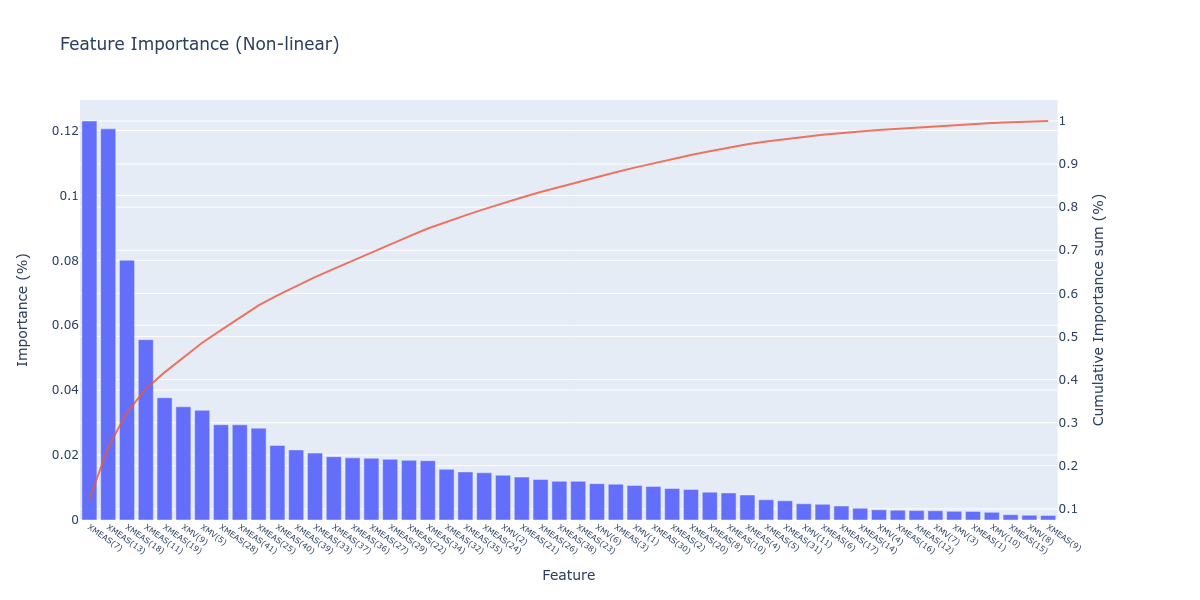 Feature Importance (Non-linear)
0.12
0.1
0.08
0.06
0.04
0.02
0
1
0.9
0.8
0.7
0.6
0.5
0.4
0.3
0.2
0.1
Importance (%)
Cumulative Importance sum (%)
XMEAS(7)
XMEAS(13)
XMEAS(18)
XMEAS(11)
XMEAS(19)
XMV(9)
XMV(5)
XMEAS(28)
XMEAS(41)
XMEAS(25)
XMEAS(40)
XMEAS(39)
XMEAS(33)
XMEAS(37)
XMEAS(36)
XMEAS(27)
XMEAS(29)
XMEAS(22)
XMEAS(34)
XMEAS(32)
XMEAS(35)
XMEAS(24)
XMV(2)
XMEAS(21)
XMEAS(26)
XMEAS(38)
XMEAS(23)
XMV(6)
XMEAS(3)
XMV(1)
XMEAS(30)
XMEAS(2)
XMEAS(20)
XMEAS(8)
XMEAS(10)
XMEAS(4)
XMEAS(5)
XMEAS(31)
XMV(11)
XMEAS(6)
XMEAS(17)
XMEAS(14)
XMV(4)
XMEAS(16)
XMEAS(12)
XMV(7)
XMV(3)
XMEAS(1)
XMV(10)
XMEAS(15)
XMV(8)
XMEAS(9)
Feature